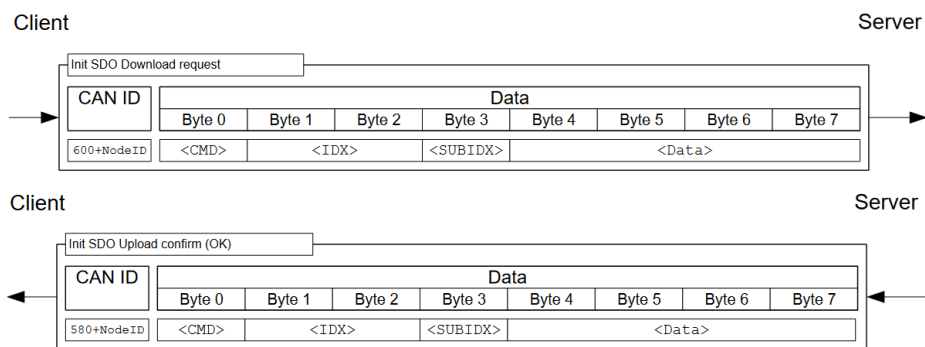 Client Server
Init SDO Download request
CAN ID Data
Byte 0 Byte 1 Byte 2 Byte 3 Byte 4 Byte 5 Byte 6 Byte 7
600+NodeID <CMD> <IDX> <SUBIDX> <Data>
Client Server
Init SDO Upload confirm (OK)
CAN ID Data
Byte 0 Byte 1 Byte 2 Byte 3 Byte 4 Byte 5 Byte 6 Byte 7
580+NodeID <CMD> <IDX> <SUBIDX> <Data>